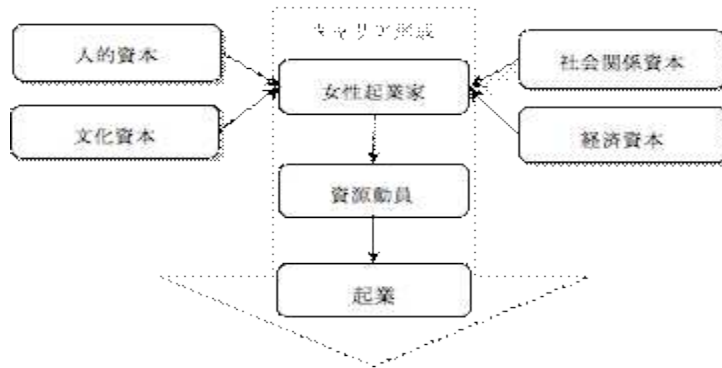 キャリア形成
人的資本
社会関係資本
女性起業家
文化資本
経済資本
資源動員
起業